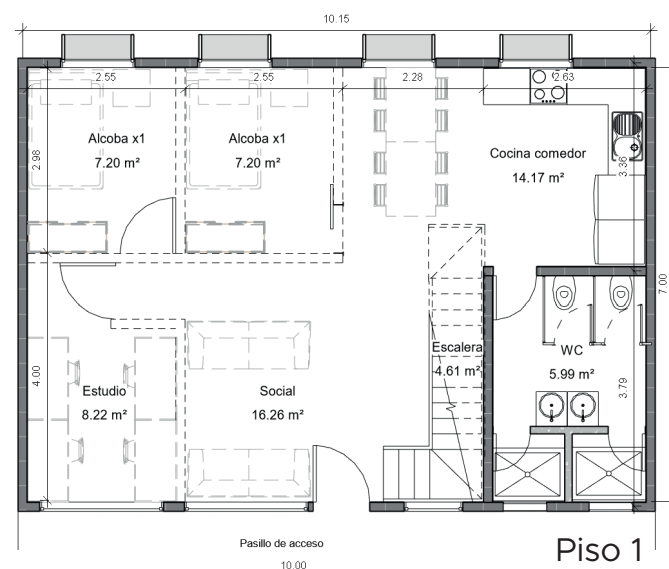 10.15
2.55
2.55
2.28
2.63
2.98
Alcoba x1
7.20 m²
Alcoba x1
7.20 m²
Cocina comedor
14.17 m²
3.36
7.00
4.00
Estudio
8.22 m²
Social
16.26 m²
Escalera
4.61 m²
WC
5.99 m²
3.79
Pasillo de acceso
10.00
Piso 1